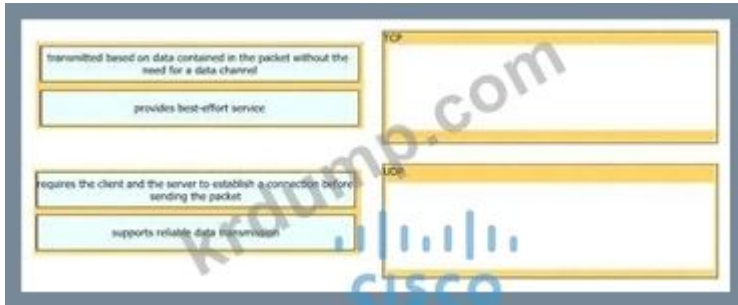 transmitted based on data contained in the packet without the
need for a data channel
provides best-effort service
requires the client and the server to establish a connection before
sending the packet
supports reliable data transmission
TCP
UDP
krdump.com
cisco